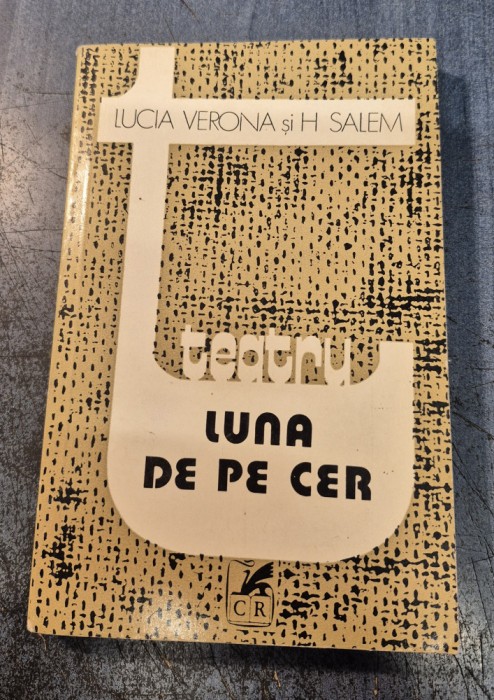 LUCIA VERONA și H SALEM
teatru
LUNA
DE PE CER
CR